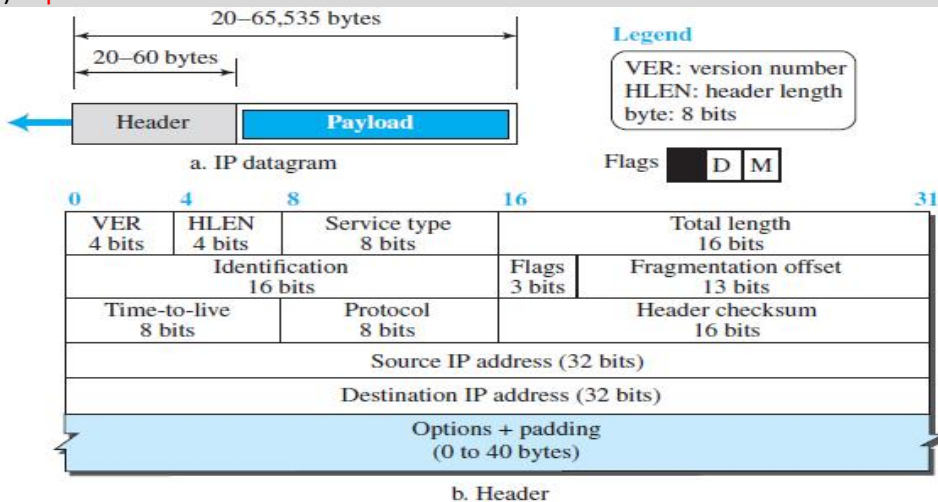 20–65,535 bytes
20–60 bytes
Header
Payload
a. IP datagram
Legend
VER: version number
HLEN: header length
byte: 8 bits
Flags D M
0 4 8 16 31
VER HLEN Service type Total length
4 bits 4 bits 8 bits 16 bits
Identification Flags Fragmentation offset
16 bits 3 bits 13 bits
Time-to-live Protocol Header checksum
8 bits 8 bits 16 bits
Source IP address (32 bits)
Destination IP address (32 bits)
Options + padding
(0 to 40 bytes)
b. Header